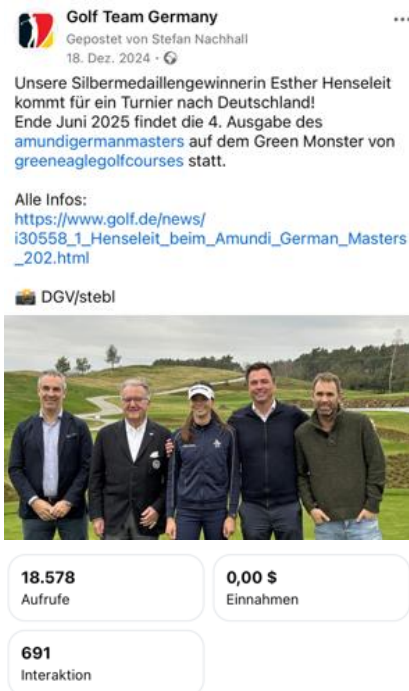 Golf Team Germany
Gepostet von Stefan Nachhall
18. Dez. 2024 ·
Unsere Silbermedaillengewinnerin Esther Henseleit
kommt für ein Turnier nach Deutschland!
Ende Juni 2025 findet die 4. Ausgabe des
amundigermanmasters auf dem Green Monster von
greeneaglegolfcourses statt.
Alle Infos:
https://www.golf.de/news/
i30558_1_Henseleit_beim_Amundi_German_Masters
_202.html
📸 DGV/stebl
18.578
Aufrufe
0,00 $
Einnahmen
691
Interaktion